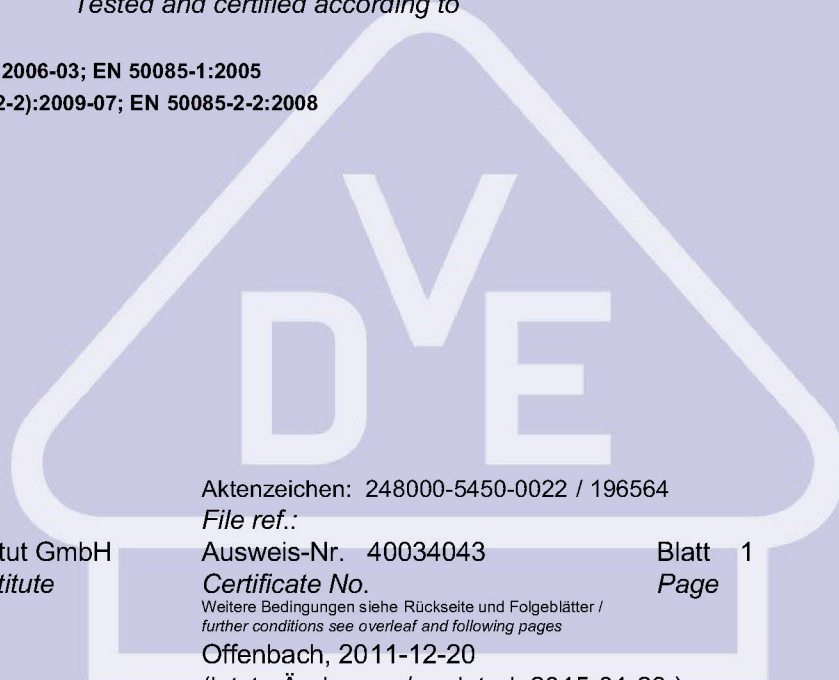 Tested and certified according to
2006-03; EN 50085-1:2005
2-2):2009-07; EN 50085-2-2:2008
VDE
Aktenzeichen: 248000-5450-0022 / 196564
File ref.:
tut GmbH Ausweis-Nr. 40034043 Blatt 1
titute Certificate No. Page
Weitere Bedingungen siehe Rückseite und Folgeblätter /
further conditions see overleaf and following pages
Offenbach, 2011-12-20